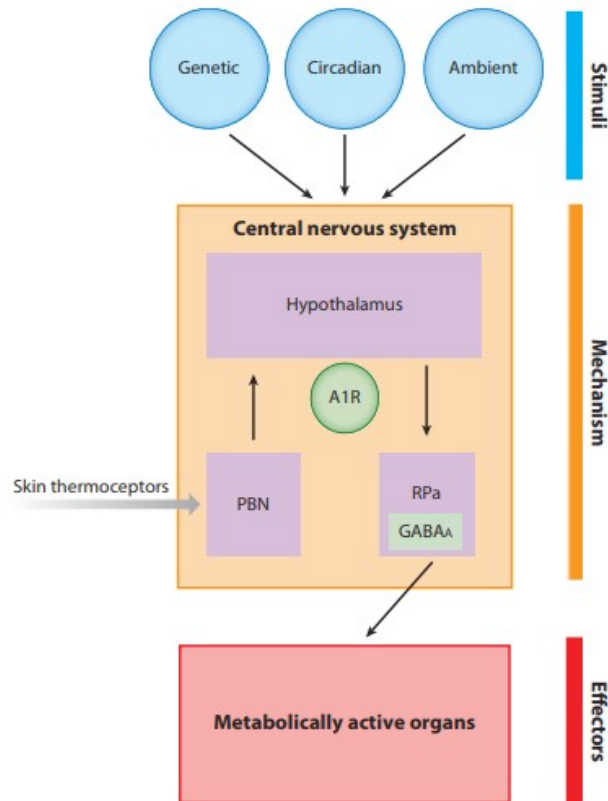 Genetic
Circadian
Ambient
Stimuli
Central nervous system
Hypothalamus
A1R
Mechanism
Skin thermoceptors
PBN
RPa
GABAA
Metabolically active organs
Effectors